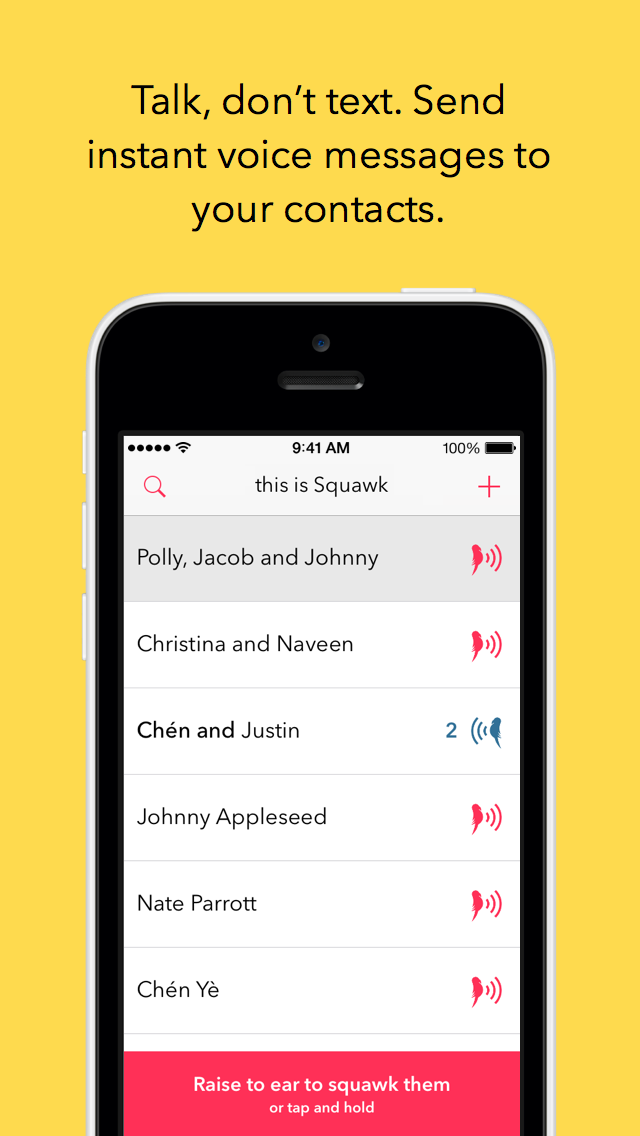 Talk, don’t text. Send
instant voice messages to
your contacts.
9:41 AM
100%
this is Squawk
Polly, Jacob and Johnny
Christina and Naveen
Chén and Justin 2
Johnny Appleseed
Nate Parrott
Chén Yè
Raise to ear to squawk them
or tap and hold